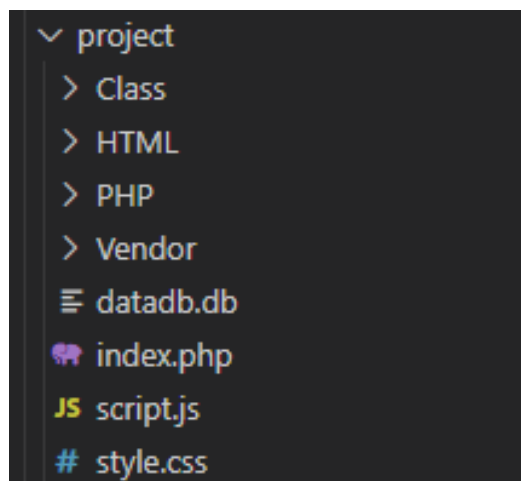 project
Class
HTML
PHP
Vendor
datadb.db
index.php
JS script.js
# style.css